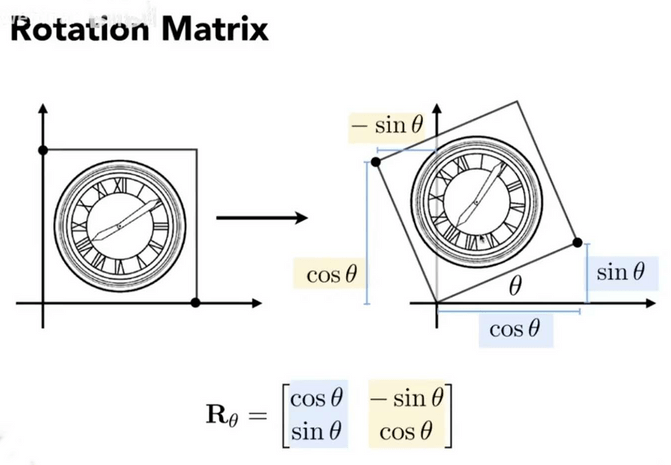 Rotation Matrix
− sin θ
cos θ
sin θ
θ
cos θ
R_θ = [cos θ − sin θ
sin θ cos θ]